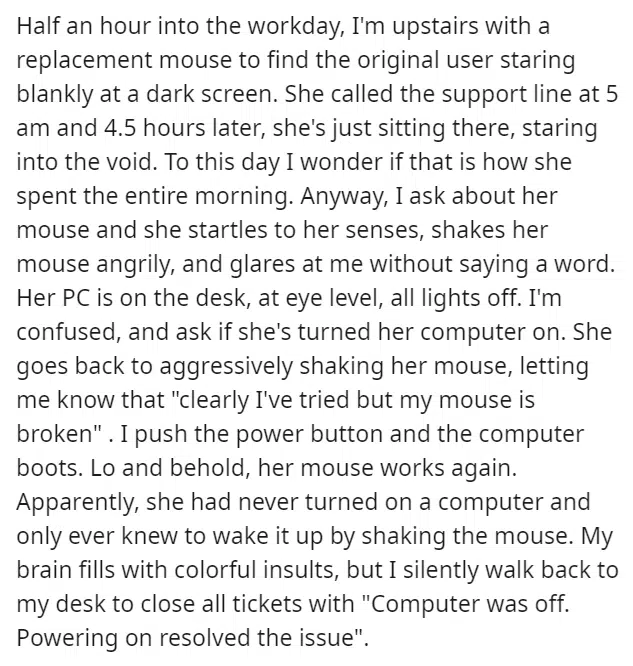 Half an hour into the workday, I'm upstairs with a
replacement mouse to find the original user staring
blankly at a dark screen. She called the support line at 5
am and 4.5 hours later, she's just sitting there, staring
into the void. To this day I wonder if that is how she
spent the entire morning. Anyway, I ask about her
mouse and she startles to her senses, shakes her
mouse angrily, and glares at me without saying a word.
Her PC is on the desk, at eye level, all lights off. I'm
confused, and ask if she's turned her computer on. She
goes back to aggressively shaking her mouse, letting
me know that "clearly I've tried but my mouse is
broken" . I push the power button and the computer
boots. Lo and behold, her mouse works again.
Apparently, she had never turned on a computer and
only ever knew to wake it up by shaking the mouse. My
brain fills with colorful insults, but I silently walk back to
my desk to close all tickets with "Computer was off.
Powering on resolved the issue".